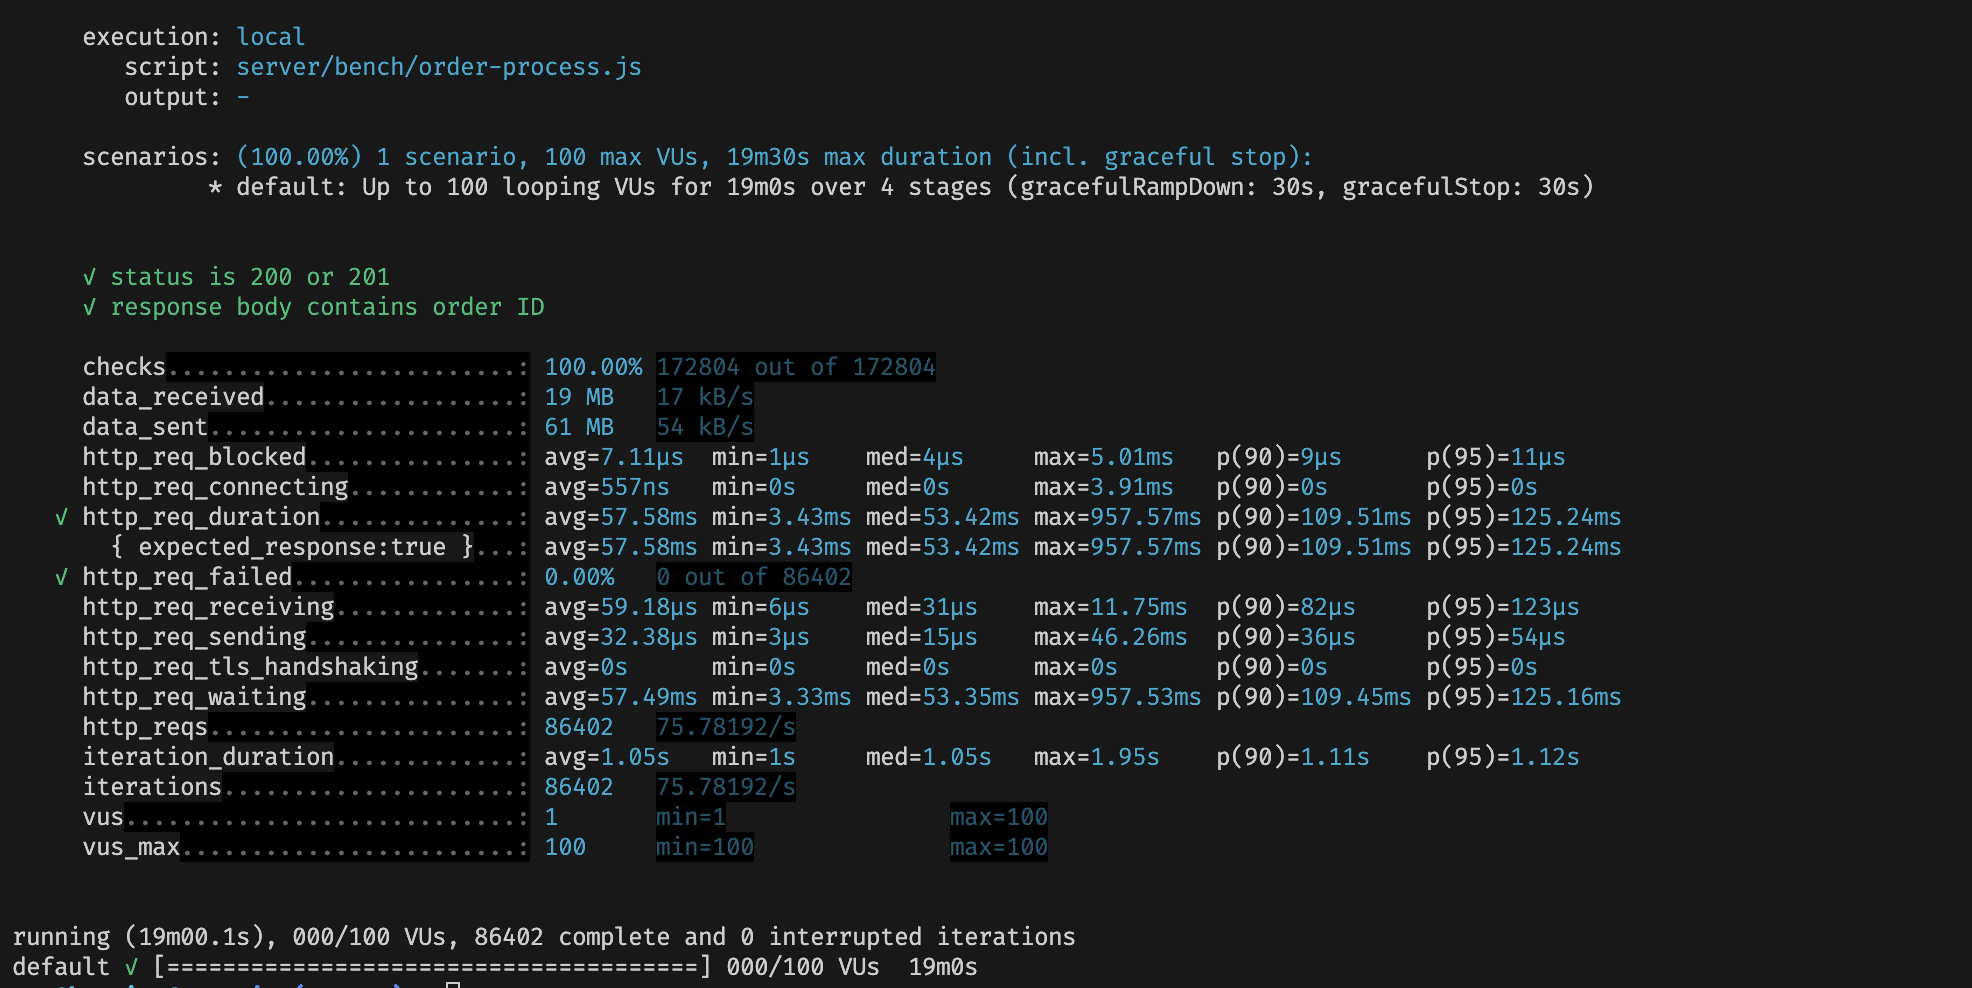 execution: local
script: server/bench/order-process.js
output: -
scenarios: (100.00%) 1 scenario, 100 max VUs, 19m30s max duration (incl. graceful stop):
* default: Up to 100 looping VUs for 19m0s over 4 stages (gracefulRampDown: 30s, gracefulStop: 30s)
√ status is 200 or 201
√ response body contains order ID
checks.........................: 100.00% 172804 out of 172804
data_received..................: 19 MB 17 kB/s
data_sent......................: 61 MB 54 kB/s
http_req_blocked...............: avg=7.11µs min=1µs med=4µs max=5.01ms p(90)=9µs p(95)=11µs
http_req_connecting............: avg=557ns min=0s med=0s max=3.91ms p(90)=0s p(95)=0s
√ http_req_duration..............: avg=57.58ms min=3.43ms med=53.42ms max=957.57ms p(90)=109.51ms p(95)=125.24ms
{ expected_response:true }...: avg=57.58ms min=3.43ms med=53.42ms max=957.57ms p(90)=109.51ms p(95)=125.24ms
√ http_req_failed................: 0.00% 0 out of 86402
http_req_receiving.............: avg=59.18µs min=6µs med=31µs max=11.75ms p(90)=82µs p(95)=123µs
http_req_sending...............: avg=32.38µs min=3µs med=15µs max=46.26ms p(90)=36µs p(95)=54µs
http_req_tls_handshaking.......: avg=0s min=0s med=0s max=0s p(90)=0s p(95)=0s
http_req_waiting...............: avg=57.49ms min=3.33ms med=53.35ms max=957.53ms p(90)=109.45ms p(95)=125.16ms
http_reqs......................: 86402 75.78192/s
iteration_duration.............: avg=1.05s min=1s med=1.05s max=1.95s p(90)=1.11s p(95)=1.12s
iterations.....................: 86402 75.78192/s
vus............................: 1 min=1 max=100
vus_max........................: 100 min=100 max=100
running (19m00.1s), 000/100 VUs, 86402 complete and 0 interrupted iterations
default √ [======================================] 000/100 VUs 19m0s